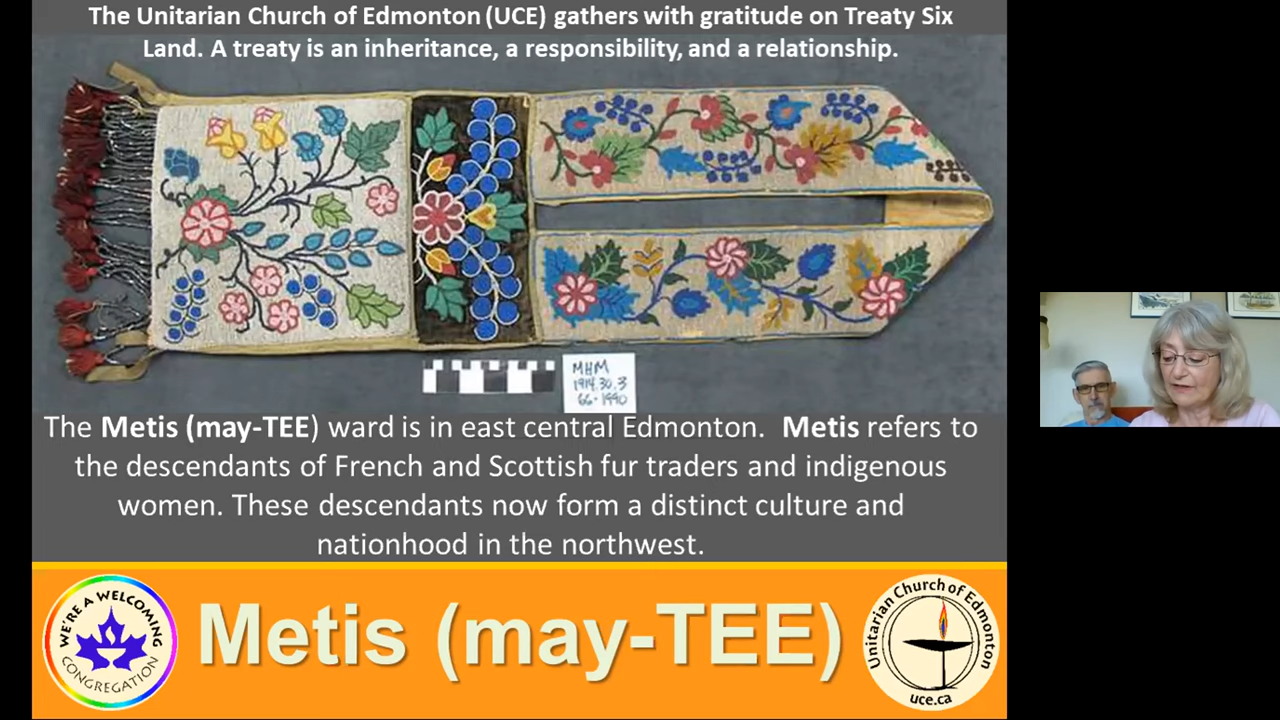 The Unitarian Church of Edmonton (UCE) gathers with gratitude on Treaty Six
Land. A treaty is an inheritance, a responsibility, and a relationship.
MHM
1914.30.3
66-1990
The Metis (may-TEE) ward is in east central Edmonton. Metis refers to
the descendants of French and Scottish fur traders and indigenous
women. These descendants now form a distinct culture and
nationhood in the northwest.
WE'RE A WELCOMING
CONGREGATION
Metis (may-TEE)
Unitarian Church of Edmonton
uce.ca